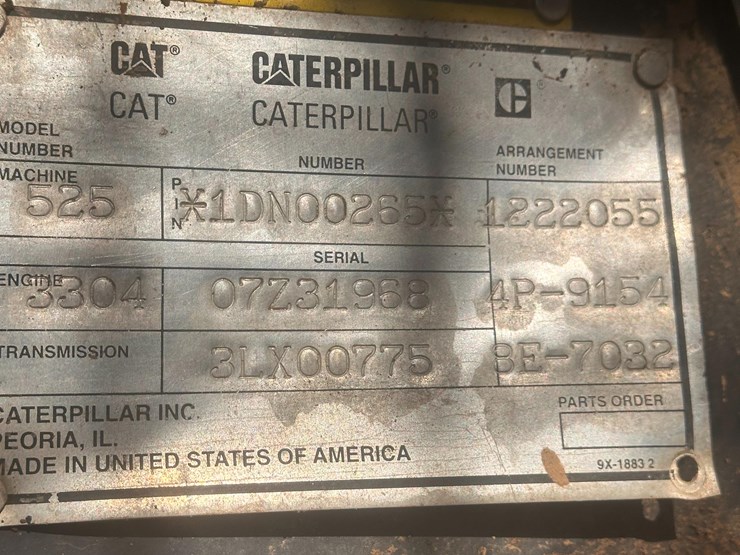 CAT® CATERPILLAR®
CAT® CATERPILLAR®
MODEL NUMBER NUMBER ARRANGEMENT NUMBER
MACHINE 525 PIN *1DN00265* 1222055
SERIAL
ENGINE 3304 07Z31968 4P-9154
TRANSMISSION 3LX00775 8E-7032
CATERPILLAR INC.
PEORIA, IL.
MADE IN UNITED STATES OF AMERICA
PARTS ORDER
9X-1883 2